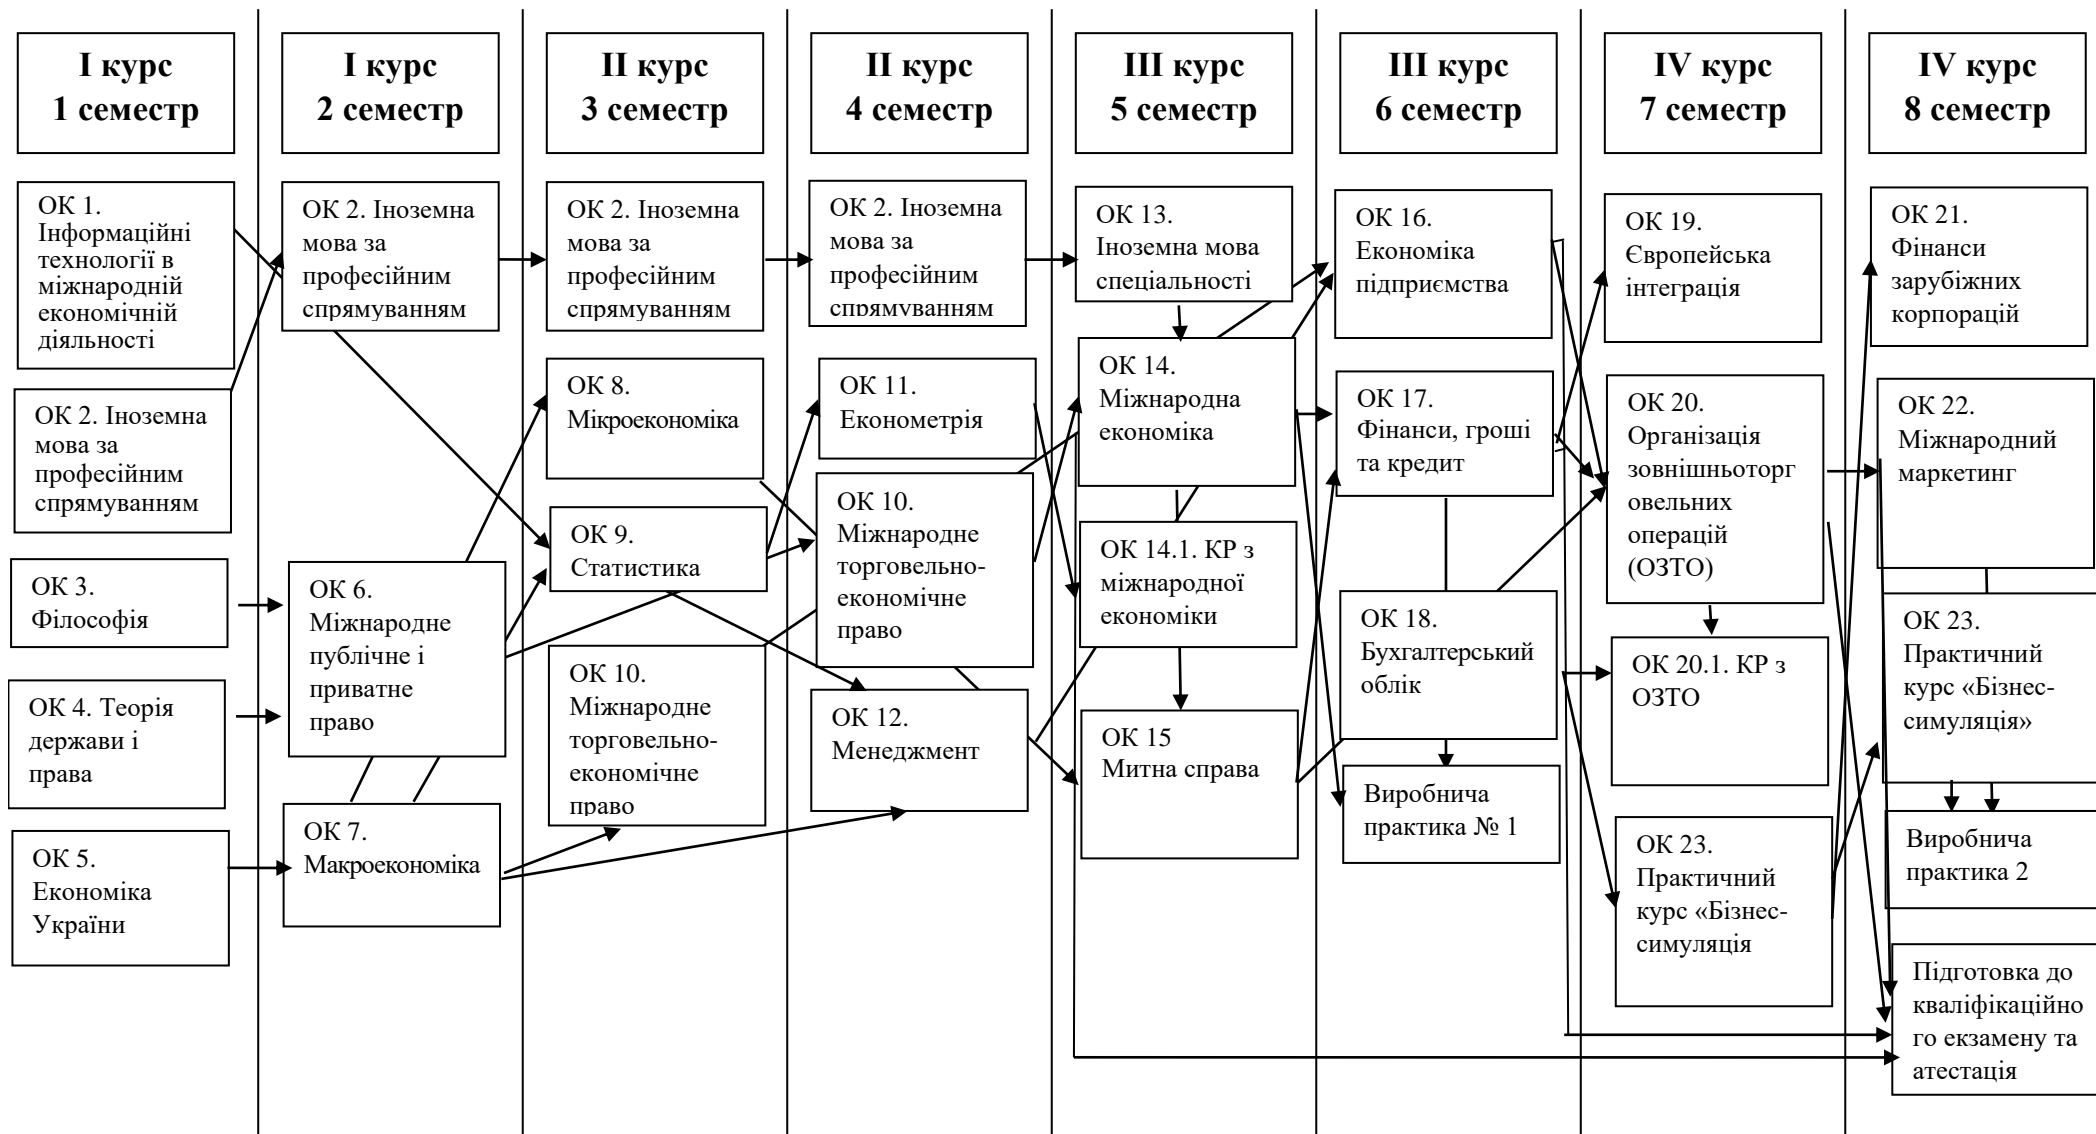 I курс
1 семестр
I курс
2 семестр
II курс
3 семестр
II курс
4 семестр
III курс
5 семестр
III курс
6 семестр
IV курс
7 семестр
IV курс
8 семестр
ОК 1.
Інформаційні
технології в
міжнародній
економічній
діяльності
ОК 2. Іноземна
мова за
професійним
спрямуванням
ОК 3.
Філософія
ОК 4. Теорія
держави і
права
ОК 5.
Економіка
України
ОК 2. Іноземна
мова за
професійним
спрямуванням
ОК 6.
Міжнародне
публічне і
приватне
право
ОК 7.
Макроекономіка
ОК 2. Іноземна
мова за
професійним
спрямуванням
ОК 8.
Мікроекономіка
ОК 9.
Статистика
ОК 10.
Міжнародне
торговельно-
економічне
право
ОК 2. Іноземна
мова за
професійним
спрямуванням
ОК 11.
Економетрія
ОК 10.
Міжнародне
торговельно-
економічне
право
ОК 12.
Менеджмент
ОК 13.
Іноземна мова
спеціальності
ОК 14.
Міжнародна
економіка
ОК 14.1. КР з
міжнародної
економіки
ОК 15
Митна справа
ОК 16.
Економіка
підприємства
ОК 17.
Фінанси, гроші
та кредит
ОК 18.
Бухгалтерський
облік
Виробнича
практика № 1
ОК 19.
Європейська
інтеграція
ОК 20.
Організація
зовнішньоторг
овельних
операцій
(ОЗТО)
ОК 20.1. КР з
ОЗТО
ОК 23.
Практичний
курс «Бізнес-
симуляція
ОК 21.
Фінанси
зарубіжних
корпорацій
ОК 22.
Міжнародний
маркетинг
ОК 23.
Практичний
курс «Бізнес-
симуляція»
Виробнича
практика 2
Підготовка до
кваліфікаційно
го екзамену та
атестація